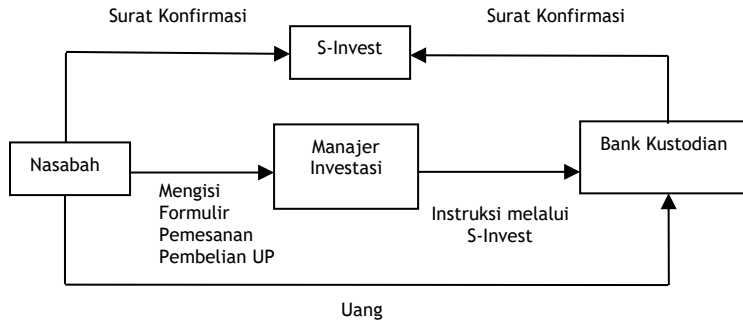 Surat Konfirmasi
Surat Konfirmasi
S-Invest
Nasabah
Manajer
Investasi
Bank Kustodian
Mengisi
Formulir
Pemesanan
Pembelian UP
Instruksi melalui
S-Invest
Uang